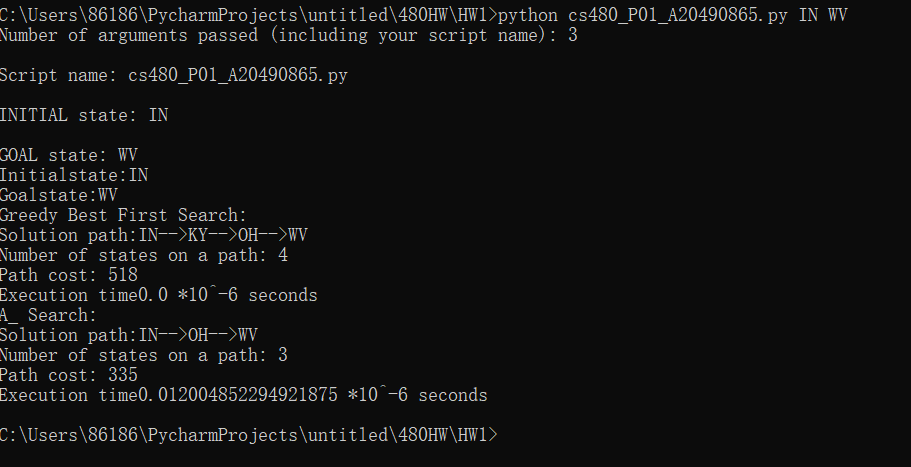 C:\Users\86186\PycharmProjects\untitled\480HW\HW1>python cs480_P01_A20490865.py IN WV
Number of arguments passed (including your script name): 3
Script name: cs480_P01_A20490865.py
INITIAL state: IN
GOAL state: WV
Initialstate:IN
Goalstate:WV
Greedy Best First Search:
Solution path:IN-->KY-->OH-->WV
Number of states on a path: 4
Path cost: 518
Execution time0.0 *10^-6 seconds
A_ Search:
Solution path:IN-->OH-->WV
Number of states on a path: 3
Path cost: 335
Execution time0.012004852294921875 *10^-6 seconds
C:\Users\86186\PycharmProjects\untitled\480HW\HW1>